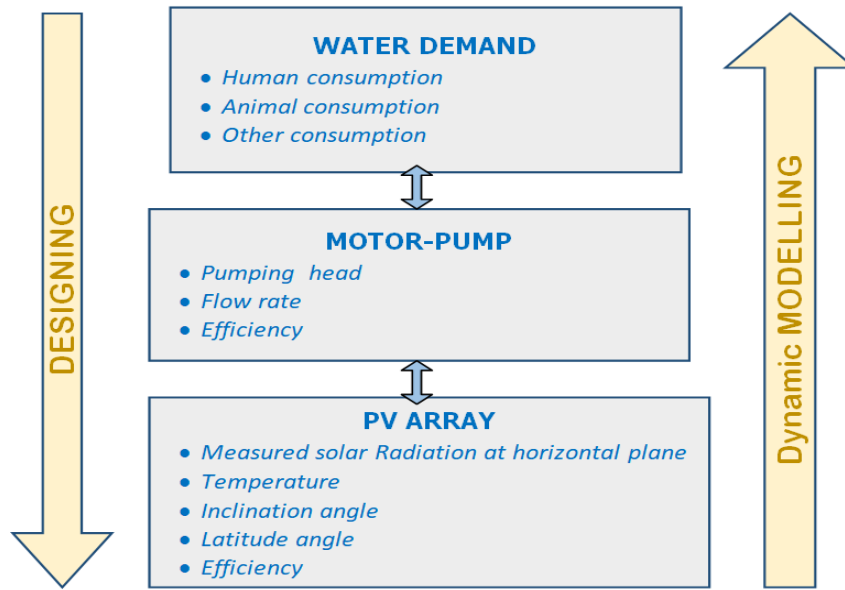 WATER DEMAND
• Human consumption
• Animal consumption
• Other consumption
MOTOR-PUMP
• Pumping head
• Flow rate
• Efficiency
PV ARRAY
• Measured solar Radiation at horizontal plane
• Temperature
• Inclination angle
• Latitude angle
• Efficiency
DESIGNING
Dynamic MODELLING